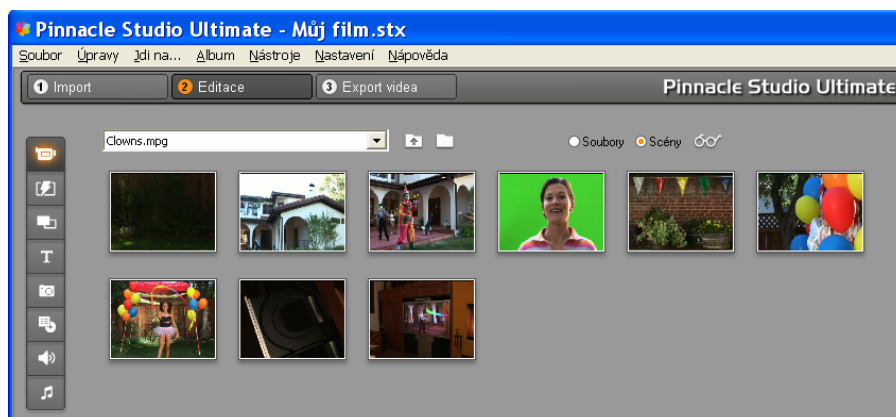 Pinnacle Studio Ultimate - Můj film.stx
Soubor Úpravy Jdi na... Album Nástroje Nastavení Nápověda
1 Import 2 Editace 3 Export videa Pinnacle Studio Ultimate
Clowns.mpg Soubory Scény
T